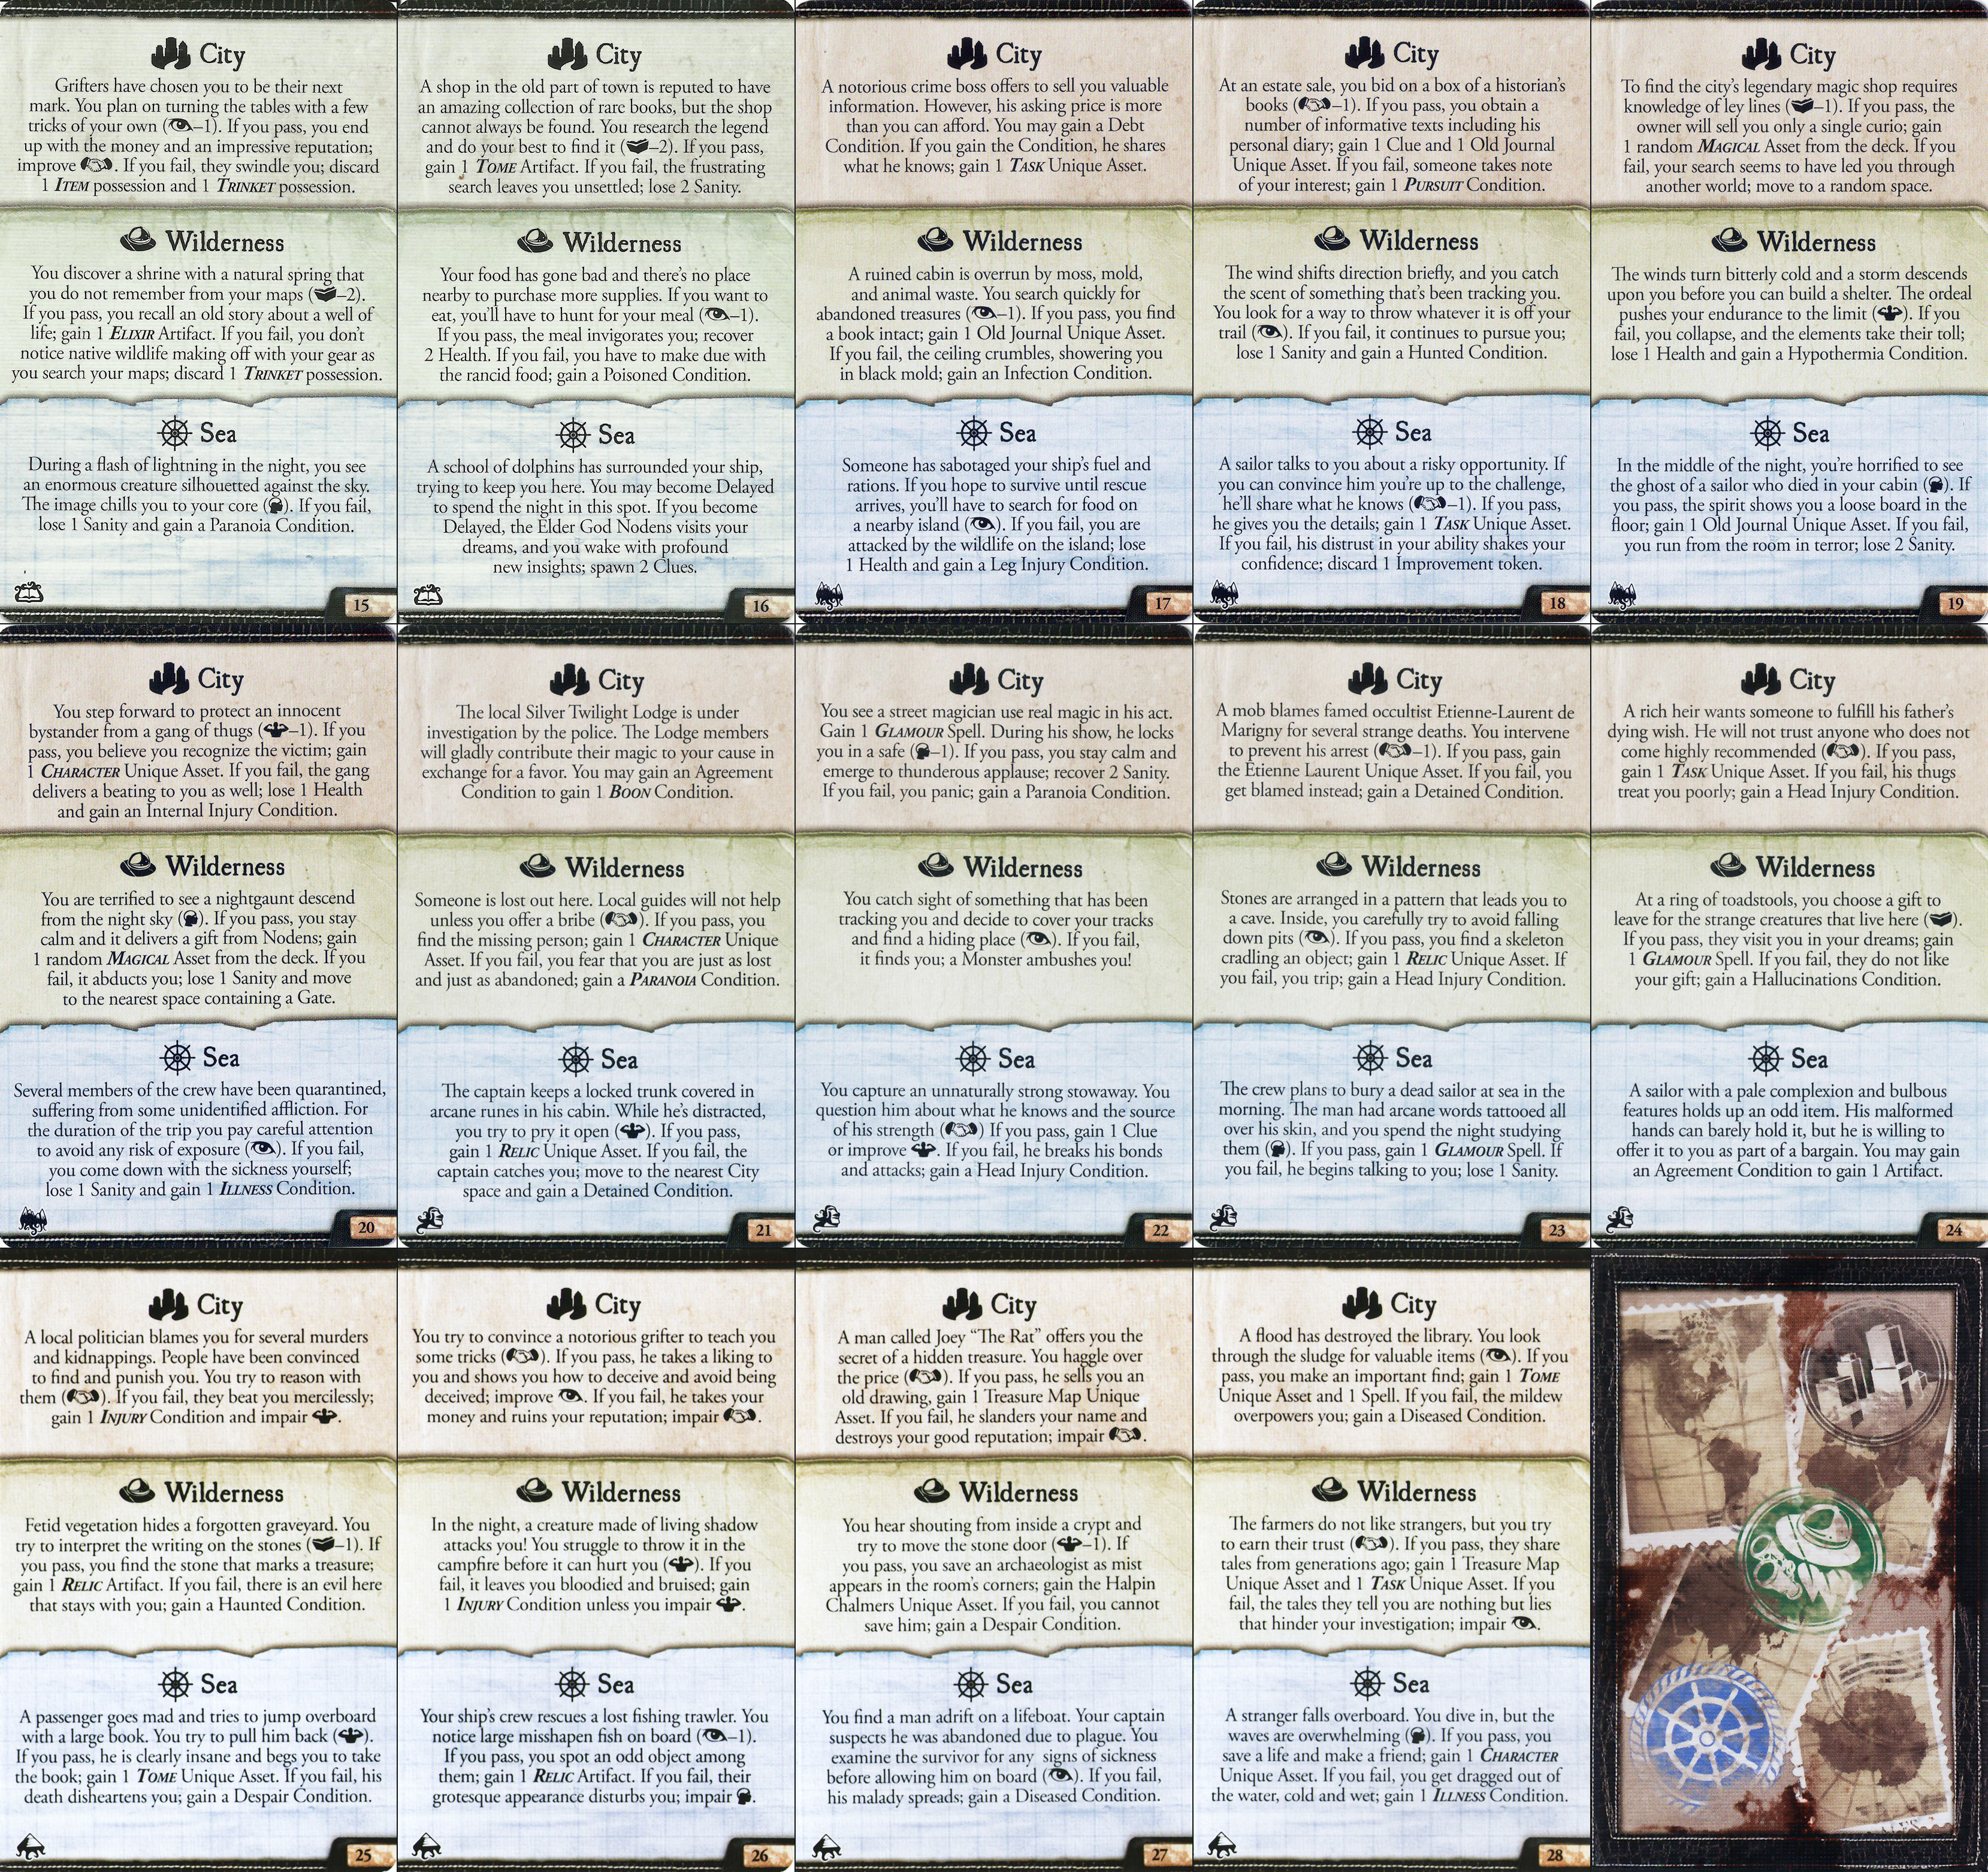 City
Grifters have chosen you to be their next
mark. You plan on turning the tables with a few
tricks of your own (–1). If you pass, you end
up with the money and an impressive reputation;
improve . If you fail, they swindle you; discard
1 ITEM possession and 1 TRINKET possession.
Wilderness
You discover a shrine with a natural spring that
you do not remember from your maps (–2).
If you pass, you recall an old story about a well of
life; gain 1 ELIXIR Artifact. If you fail, you don't
notice native wildlife making off with your gear as
you search your maps; discard 1 TRINKET possession.
Sea
During a flash of lightning in the night, you see
an enormous creature silhouetted against the sky.
The image chills you to your core (). If you fail,
lose 1 Sanity and gain a Paranoia Condition.
15
City
A shop in the old part of town is reputed to have
an amazing collection of rare books, but the shop
cannot always be found. You research the legend
and do your best to find it (–2). If you pass,
gain 1 TOME Artifact. If you fail, the frustrating
search leaves you unsettled; lose 2 Sanity.
Wilderness
Your food has gone bad and there's no place
nearby to purchase more supplies. If you want to
eat, you'll have to hunt for your meal (–1).
If you pass, the meal invigorates you; recover
2 Health. If you fail, you have to make due with
the rancid food; gain a Poisoned Condition.
Sea
A school of dolphins has surrounded your ship,
trying to keep you here. You may become Delayed
to spend the night in this spot. If you become
Delayed, the Elder God Nodens visits your
dreams, and you wake with profound
new insights; spawn 2 Clues.
16
City
A notorious crime boss offers to sell you valuable
information. However, his asking price is more
than you can afford. You may gain a Debt
Condition. If you gain the Condition, he shares
what he knows; gain 1 TASK Unique Asset.
Wilderness
A ruined cabin is overrun by moss, mold,
and animal waste. You search quickly for
abandoned treasures (–1). If you pass, you find
a book intact; gain 1 Old Journal Unique Asset.
If you fail, the ceiling crumbles, showering you
in black mold; gain an Infection Condition.
Sea
Someone has sabotaged your ship's fuel and
rations. If you hope to survive until rescue
arrives, you'll have to search for food on
a nearby island (). If you fail, you are
attacked by the wildlife on the island; lose
1 Health and gain a Leg Injury Condition.
17
City
At an estate sale, you bid on a box of a historian's
books (–1). If you pass, you obtain a
number of informative texts including his
personal diary; gain 1 Clue and 1 Old Journal
Unique Asset. If you fail, someone takes note
of your interest; gain 1 PURSUIT Condition.
Wilderness
The wind shifts direction briefly, and you catch
the scent of something that's been tracking you.
You look for a way to throw whatever it is off your
trail (). If you fail, it continues to pursue you;
lose 1 Sanity and gain a Hunted Condition.
Sea
A sailor talks to you about a risky opportunity. If
you can convince him you're up to the challenge,
he'll share what he knows (–1). If you pass,
he gives you the details; gain 1 TASK Unique Asset.
If you fail, his distrust in your ability shakes your
confidence; discard 1 Improvement token.
18
City
To find the city's legendary magic shop requires
knowledge of ley lines (–1). If you pass, the
owner will sell you only a single curio; gain
1 random MAGICAL Asset from the deck. If you
fail, your search seems to have led you through
another world; move to a random space.
Wilderness
The winds turn bitterly cold and a storm descends
upon you before you can build a shelter. The ordeal
pushes your endurance to the limit (). If you
fail, you collapse, and the elements take their toll;
lose 1 Health and gain a Hypothermia Condition.
Sea
In the middle of the night, you're horrified to see
the ghost of a sailor who died in your cabin (). If
you pass, the spirit shows you a loose board in the
floor; gain 1 Old Journal Unique Asset. If you fail,
you run from the room in terror; lose 2 Sanity.
19
City
You step forward to protect an innocent
bystander from a gang of thugs (–1). If you
pass, you believe you recognize the victim; gain
1 CHARACTER Unique Asset. If you fail, the gang
delivers a beating to you as well; lose 1 Health
and gain an Internal Injury Condition.
Wilderness
You are terrified to see a nightgaunt descend
from the night sky (). If you pass, you stay
calm and it delivers a gift from Nodens; gain
1 random MAGICAL Asset from the deck. If you
fail, it abducts you; lose 1 Sanity and move
to the nearest space containing a Gate.
Sea
Several members of the crew have been quarantined,
suffering from some unidentified affliction. For
the duration of the trip you pay careful attention
to avoid any risk of exposure (). If you fail,
you come down with the sickness yourself;
lose 1 Sanity and gain 1 ILLNESS Condition.
20
City
The local Silver Twilight Lodge is under
investigation by the police. The Lodge members
will gladly contribute their magic to your cause in
exchange for a favor. You may gain an Agreement
Condition to gain 1 BOON Condition.
Wilderness
Someone is lost out here. Local guides will not help
unless you offer a bribe (). If you pass, you
find the missing person; gain 1 CHARACTER Unique
Asset. If you fail, you fear that you are just as lost
and just as abandoned; gain a PARANOIA Condition.
Sea
The captain keeps a locked trunk covered in
arcane runes in his cabin. While he's distracted,
you try to pry it open (). If you pass,
gain 1 RELIC Unique Asset. If you fail, the
captain catches you; move to the nearest City
space and gain a Detained Condition.
21
City
You see a street magician use real magic in his act.
Gain 1 GLAMOUR Spell. During his show, he locks
you in a safe (–1). If you pass, you stay calm and
emerge to thunderous applause; recover 2 Sanity.
If you fail, you panic; gain a Paranoia Condition.
Wilderness
You catch sight of something that has been
tracking you and decide to cover your tracks
and find a hiding place (). If you fail,
it finds you; a Monster ambushes you!
Sea
You capture an unnaturally strong stowaway. You
question him about what he knows and the source
of his strength () If you pass, gain 1 Clue
or improve . If you fail, he breaks his bonds
and attacks; gain a Head Injury Condition.
22
City
A mob blames famed occultist Etienne-Laurent de
Marigny for several strange deaths. You intervene
to prevent his arrest (–1). If you pass, gain
the Etienne Laurent Unique Asset. If you fail, you
get blamed instead; gain a Detained Condition.
Wilderness
Stones are arranged in a pattern that leads you to
a cave. Inside, you carefully try to avoid falling
down pits (). If you pass, you find a skeleton
cradling an object; gain 1 RELIC Unique Asset. If
you fail, you trip; gain a Head Injury Condition.
Sea
The crew plans to bury a dead sailor at sea in the
morning. The man had arcane words tattooed all
over his skin, and you spend the night studying
them (). If you pass, gain 1 GLAMOUR Spell. If
you fail, he begins talking to you; lose 1 Sanity.
23
City
A rich heir wants someone to fulfill his father's
dying wish. He will not trust anyone who does not
come highly recommended (). If you pass,
gain 1 TASK Unique Asset. If you fail, his thugs
treat you poorly; gain a Head Injury Condition.
Wilderness
At a ring of toadstools, you choose a gift to
leave for the strange creatures that live here ().
If you pass, they visit you in your dreams; gain
1 GLAMOUR Spell. If you fail, they do not like
your gift; gain a Hallucinations Condition.
Sea
A sailor with a pale complexion and bulbous
features holds up an odd item. His malformed
hands can barely hold it, but he is willing to
offer it to you as part of a bargain. You may gain
an Agreement Condition to gain 1 Artifact.
24
City
A local politician blames you for several murders
and kidnappings. People have been convinced
to find and punish you. You try to reason with
them (). If you fail, they beat you mercilessly;
gain 1 INJURY Condition and impair .
Wilderness
Fetid vegetation hides a forgotten graveyard. You
try to interpret the writing on the stones (–1). If
you pass, you find the stone that marks a treasure;
gain 1 RELIC Artifact. If you fail, there is an evil here
that stays with you; gain a Haunted Condition.
Sea
A passenger goes mad and tries to jump overboard
with a large book. You try to pull him back ().
If you pass, he is clearly insane and begs you to take
the book; gain 1 TOME Unique Asset. If you fail, his
death disheartens you; gain a Despair Condition.
25
City
You try to convince a notorious grifter to teach you
some tricks (). If you pass, he takes a liking to
you and shows you how to deceive and avoid being
deceived; improve . If you fail, he takes your
money and ruins your reputation; impair .
Wilderness
In the night, a creature made of living shadow
attacks you! You struggle to throw it in the
campfire before it can hurt you (). If you
fail, it leaves you bloodied and bruised; gain
1 INJURY Condition unless you impair .
Sea
Your ship's crew rescues a lost fishing trawler. You
notice large misshapen fish on board (–1).
If you pass, you spot an odd object among
them; gain 1 RELIC Artifact. If you fail, their
grotesque appearance disturbs you; impair .
26
City
A man called Joey “The Rat” offers you the
secret of a hidden treasure. You haggle over
the price (). If you pass, he sells you an
old drawing, gain 1 Treasure Map Unique
Asset. If you fail, he slanders your name and
destroys your good reputation; impair .
Wilderness
You hear shouting from inside a crypt and
try to move the stone door (–1). If
you pass, you save an archaeologist as mist
appears in the room's corners; gain the Halpin
Chalmers Unique Asset. If you fail, you cannot
save him; gain a Despair Condition.
Sea
You find a man adrift on a lifeboat. Your captain
suspects he was abandoned due to plague. You
examine the survivor for any signs of sickness
before allowing him on board (). If you fail,
his malady spreads; gain a Diseased Condition.
27
City
A flood has destroyed the library. You look
through the sludge for valuable items (). If you
pass, you make an important find; gain 1 TOME
Unique Asset and 1 Spell. If you fail, the mildew
overpowers you; gain a Diseased Condition.
Wilderness
The farmers do not like strangers, but you try
to earn their trust (). If you pass, they share
tales from generations ago; gain 1 Treasure Map
Unique Asset and 1 TASK Unique Asset. If you
fail, the tales they tell you are nothing but lies
that hinder your investigation; impair .
Sea
A stranger falls overboard. You dive in, but the
waves are overwhelming (). If you pass, you
save a life and make a friend; gain 1 CHARACTER
Unique Asset. If you fail, you get dragged out of
the water, cold and wet; gain 1 ILLNESS Condition.
28